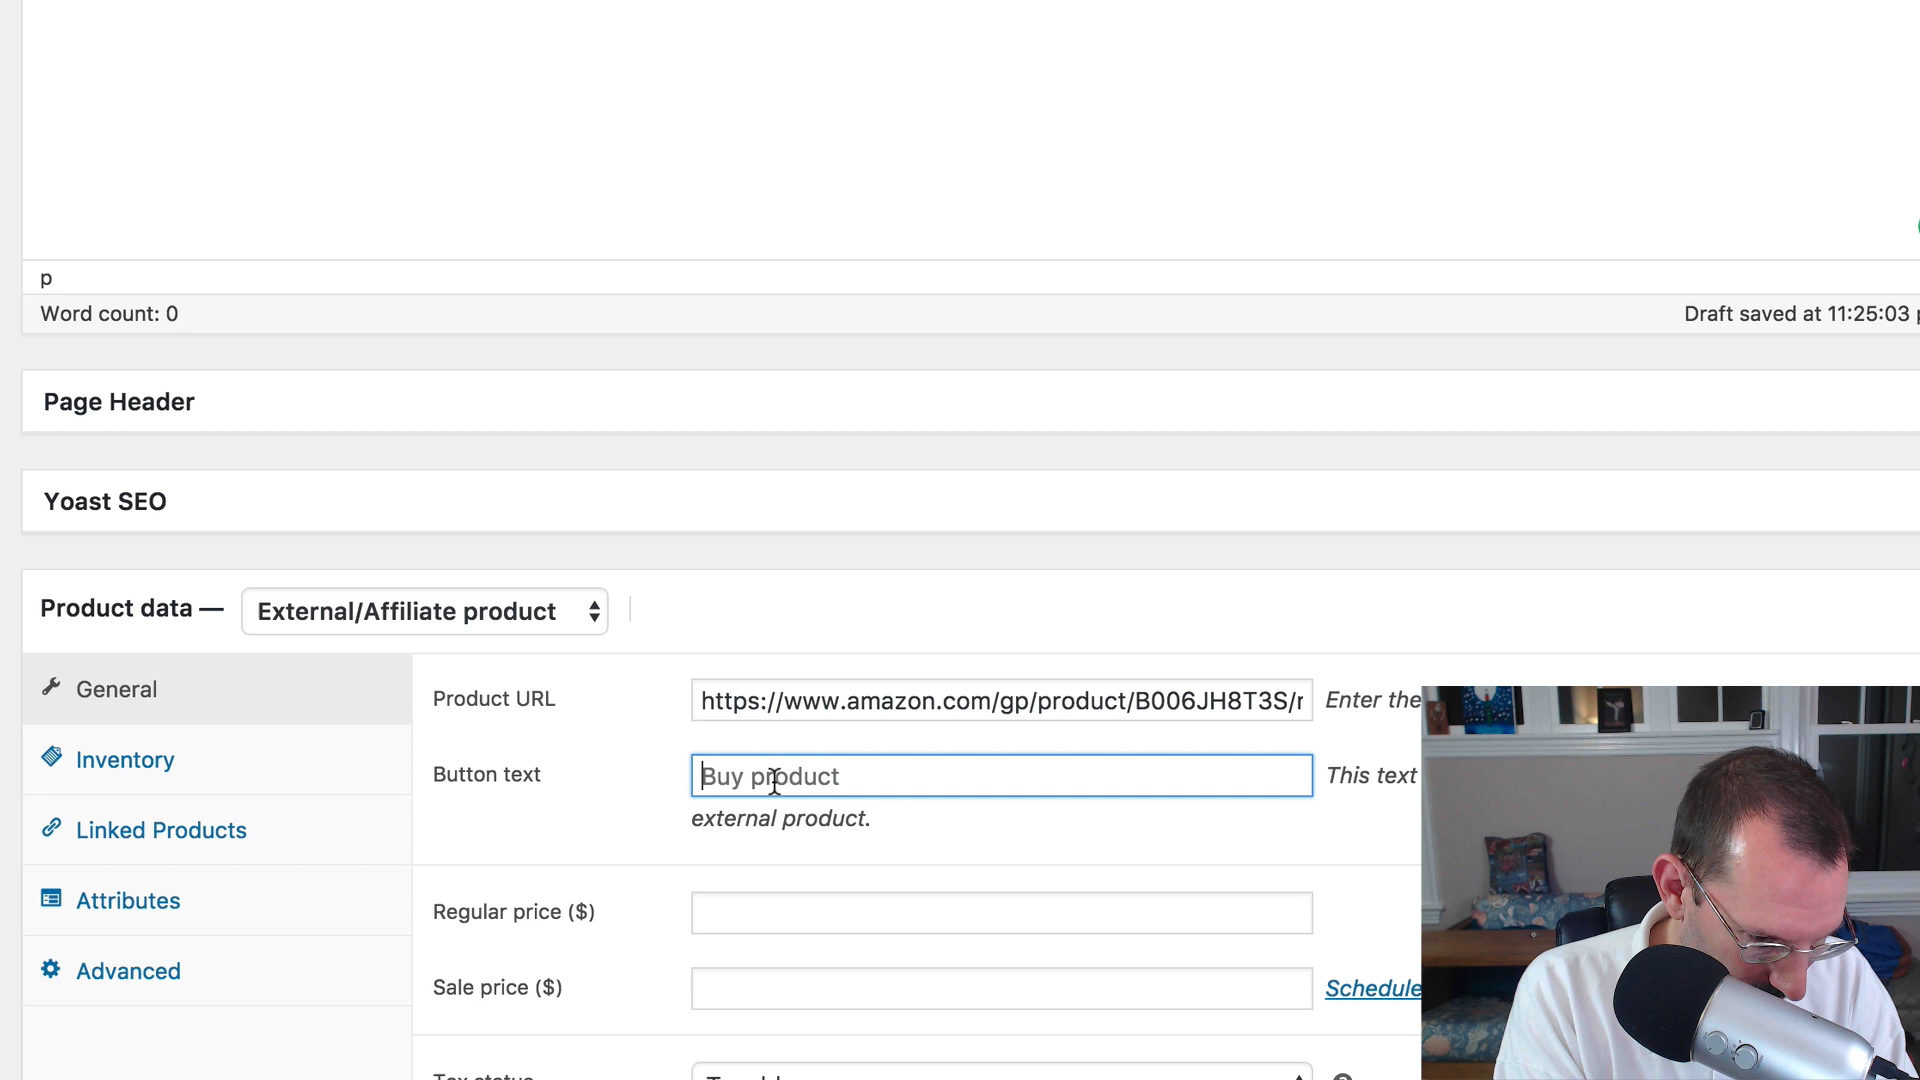 p
Word count: 0
Draft saved at 11:25:03
Page Header
Yoast SEO
Product data — External/Affiliate product
General
Inventory
Linked Products
Attributes
Advanced
Product URL https://www.amazon.com/gp/product/B006JH8T3S/ Enter the
Button text Buy product This text
external product.
Regular price ($)
Sale price ($) Schedule